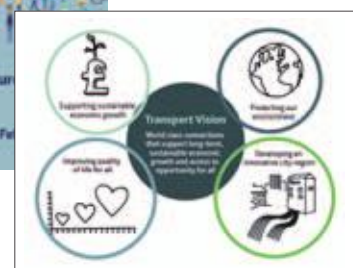 Supporting sustainable
economic growth
Protecting our
environment
Transport Vision
World class connections
that support long-term,
sustainable economic
growth and access to
opportunity for all
Improving quality
of life for all
Developing an
innovative city-region